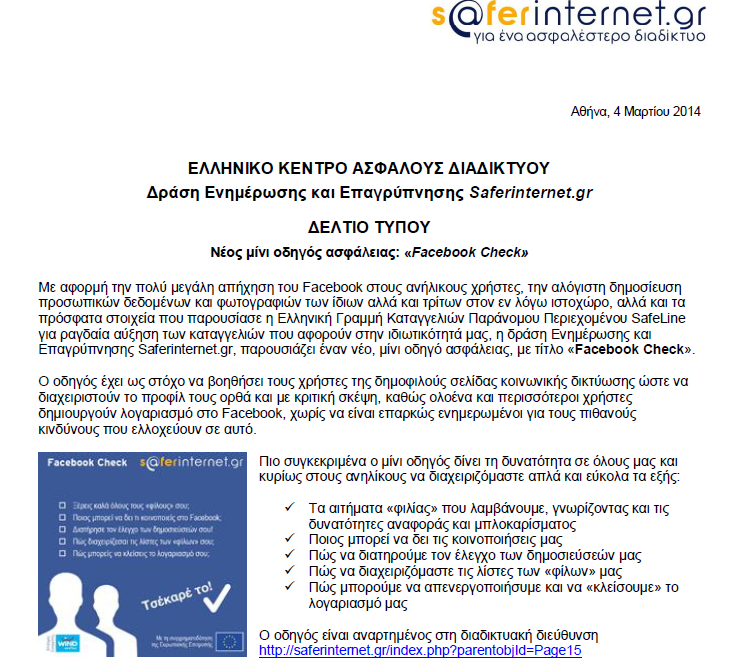 s@ferinternet.gr
για ένα ασφαλέστερο διαδίκτυο
Αθήνα, 4 Μαρτίου 2014
ΕΛΛΗΝΙΚΟ ΚΕΝΤΡΟ ΑΣΦΑΛΟΥΣ ΔΙΑΔΙΚΤΥΟΥ
Δράση Ενημέρωσης και Επαγρύπνησης Saferinternet.gr
ΔΕΛΤΙΟ ΤΥΠΟΥ
Νέος μίνι οδηγός ασφάλειας: «Facebook Check»
Με αφορμή την πολύ μεγάλη απήχηση του Facebook στους ανήλικους χρήστες, την αλόγιστη δημοσίευση
προσωπικών δεδομένων και φωτογραφιών των ίδιων αλλά και τρίτων στον εν λόγω ιστοχώρο, αλλά και τα
πρόσφατα στοιχεία που παρουσίασε η Ελληνική Γραμμή Καταγγελιών Παράνομου Περιεχομένου SafeLine
για ραγδαία αύξηση των καταγγελιών που αφορούν στην ιδιωτικότητά μας, η δράση Ενημέρωσης και
Επαγρύπνησης Saferinternet.gr, παρουσιάζει έναν νέο, μίνι οδηγό ασφάλειας, με τίτλο «Facebook Check».
Ο οδηγός έχει ως στόχο να βοηθήσει τους χρήστες της δημοφιλούς σελίδας κοινωνικής δικτύωσης ώστε να
διαχειριστούν το προφίλ τους ορθά και με κριτική σκέψη, καθώς ολοένα και περισσότεροι χρήστες
δημιουργούν λογαριασμό στο Facebook, χωρίς να είναι επαρκώς ενημερωμένοι για τους πιθανούς
κινδύνους που ελλοχεύουν σε αυτό.
Facebook Check s@ferinternet.gr
Ξέρεις καλά όλους τους «φίλους» σου;
Ποιος μπορεί να δει τι κοινοποιείς στο Facebook;
Διατήρησε τον έλεγχο των δημοσιεύσεών σου!
Πώς διαχειρίζεσαι τις λίστες των «φίλων» σου;
Πώς μπορείς να κλείσεις το λογαριασμό σου;
Τσέκαρέ το!
WIND
Με τη συγχρηματοδότηση
της Ευρωπαϊκής Επιτροπής
Πιο συγκεκριμένα ο μίνι οδηγός δίνει τη δυνατότητα σε όλους μας και
κυρίως στους ανηλίκους να διαχειριζόμαστε απλά και εύκολα τα εξής:
✓ Τα αιτήματα «φιλίας» που λαμβάνουμε, γνωρίζοντας και τις
δυνατότητες αναφοράς και μπλοκαρίσματος
✓ Ποιος μπορεί να δει τις κοινοποιήσεις μας
✓ Πώς να διατηρούμε τον έλεγχο των δημοσιεύσεών μας
✓ Πώς να διαχειριζόμαστε τις λίστες των «φίλων» μας
✓ Πώς μπορούμε να απενεργοποιήσυμε και να «κλείσουμε» το
λογαριασμό μας
Ο οδηγός είναι αναρτημένος στη διαδικτυακή διεύθυνση
http://saferinternet.gr/index.php?parentobjId=Page15